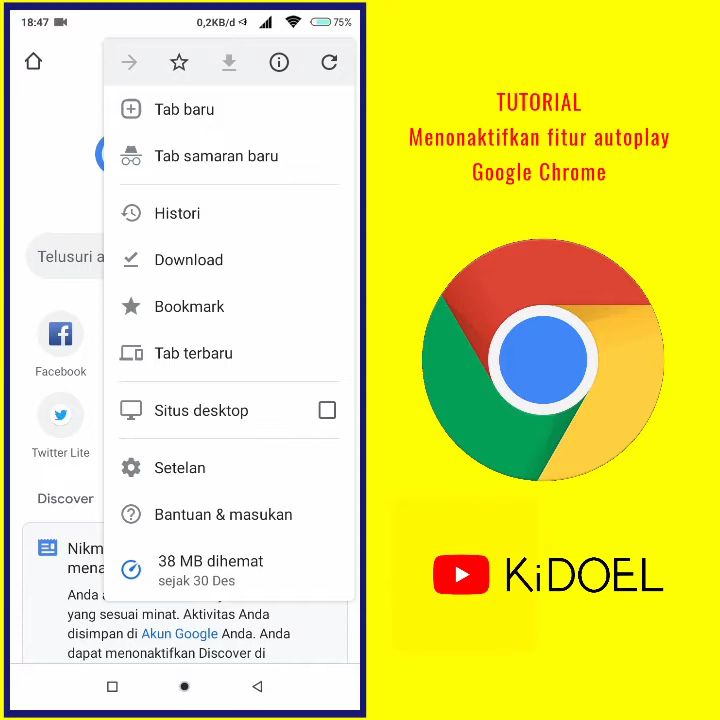 18:47
0,2KB/d
75%
Tab baru
Tab samaran baru
Histori
Download
Bookmark
Tab terbaru
Situs desktop
Setelan
Bantuan & masukan
38 MB dihemat
sejak 30 Des
Telusuri a
Facebook
Twitter Lite
Discover
Nikm
mena
Anda a
yang sesuai minat. Aktivitas Anda
disimpan di Akun Google Anda. Anda
dapat menonaktifkan Discover di
TUTORIAL
Menonaktifkan fitur autoplay
Google Chrome
KiDOEL